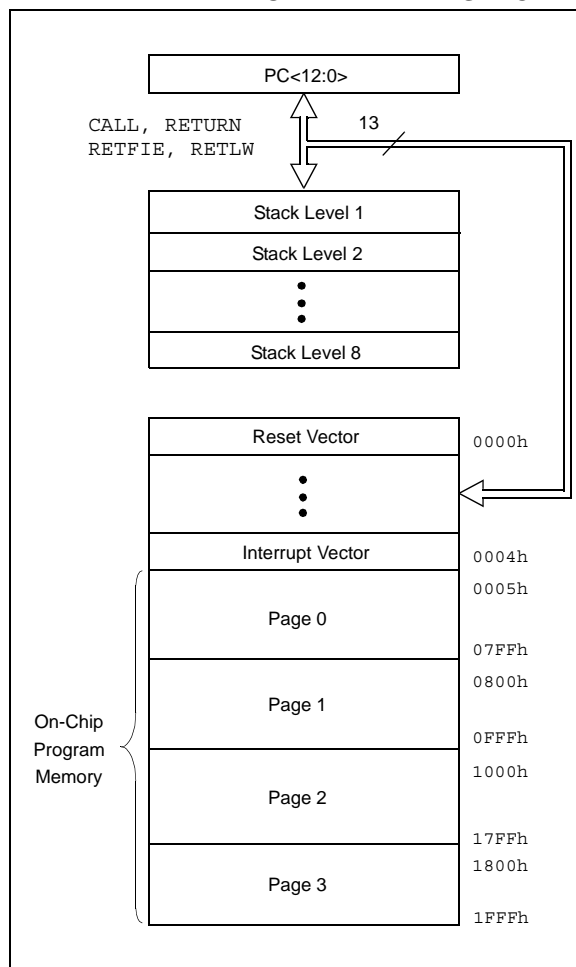 PC<12:0>
CALL, RETURN
RETFIE, RETLW
13
Stack Level 1
Stack Level 2
Stack Level 8
Reset Vector
0000h
Interrupt Vector
0004h
0005h
Page 0
07FFh
0800h
Page 1
0FFFh
On-Chip
Program
Memory
1000h
Page 2
17FFh
1800h
Page 3
1FFFh